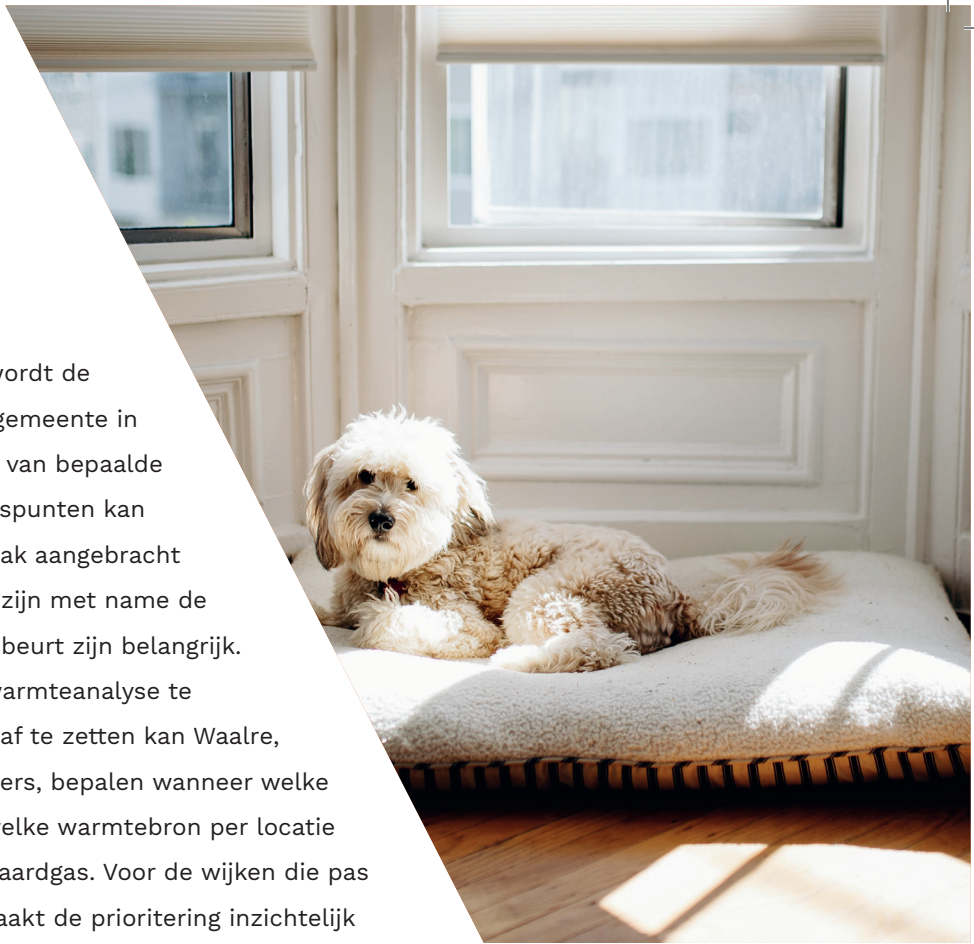 wordt de
gemeente in
van bepaalde
spunten kan
ak aangebracht
zijn met name de
beurt zijn belangrijk.
warmteanalyse te
af te zetten kan Waalre,
ers, bepalen wanneer welke
welke warmtebron per locatie
aardgas. Voor de wijken die pas
aakt de prioritering inzichtelijk